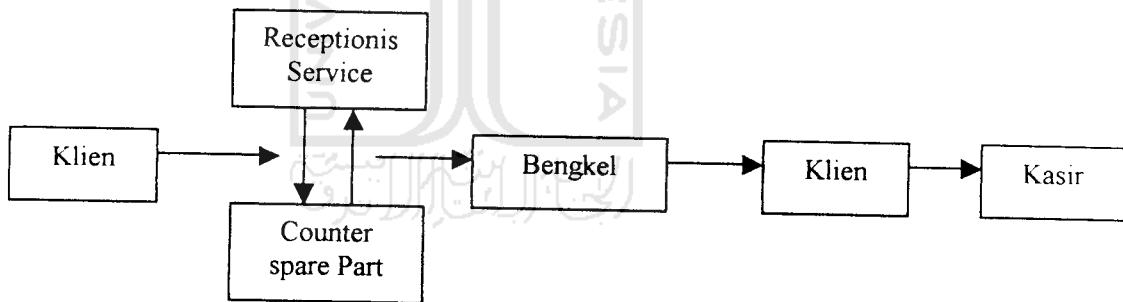 Receptionis
Service
Klien
Bengkel
Klien
Kasir
Counter
spare Part